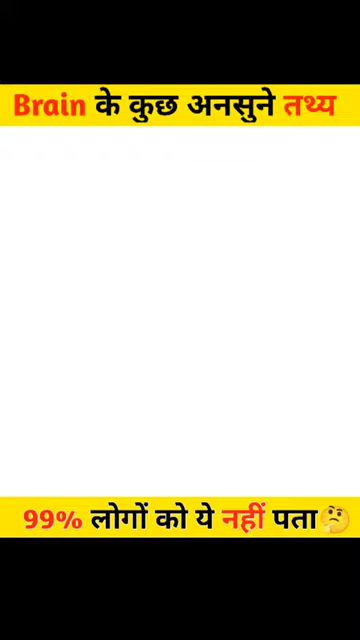 Brain के कुछ अनसुने तथ्य
99% लोगों को ये नहीं पता🤔